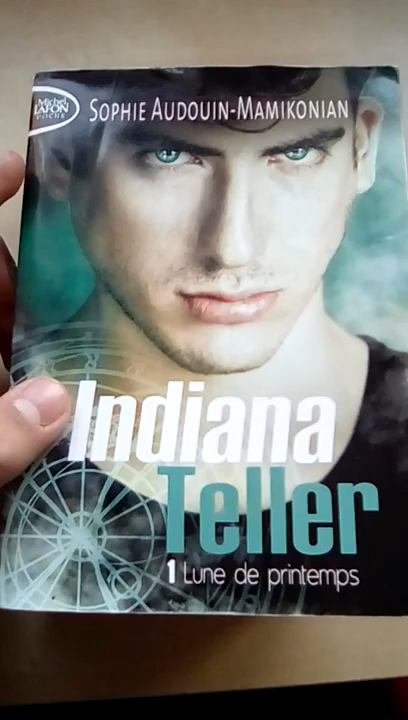 Michel
LAFON
POCHE
SOPHIE AUDOUIN-MAMIKONIAN
Indiana
Teller
1 Lune de printemps